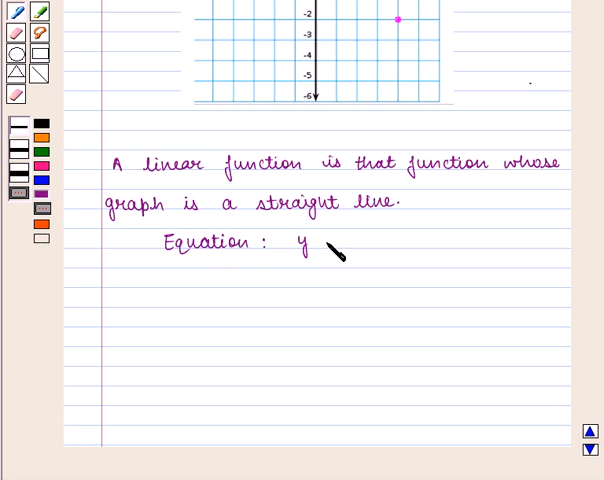 -2
-3
-4
-5
-6
A linear function is that function whose
graph is a straight line.
Equation : y